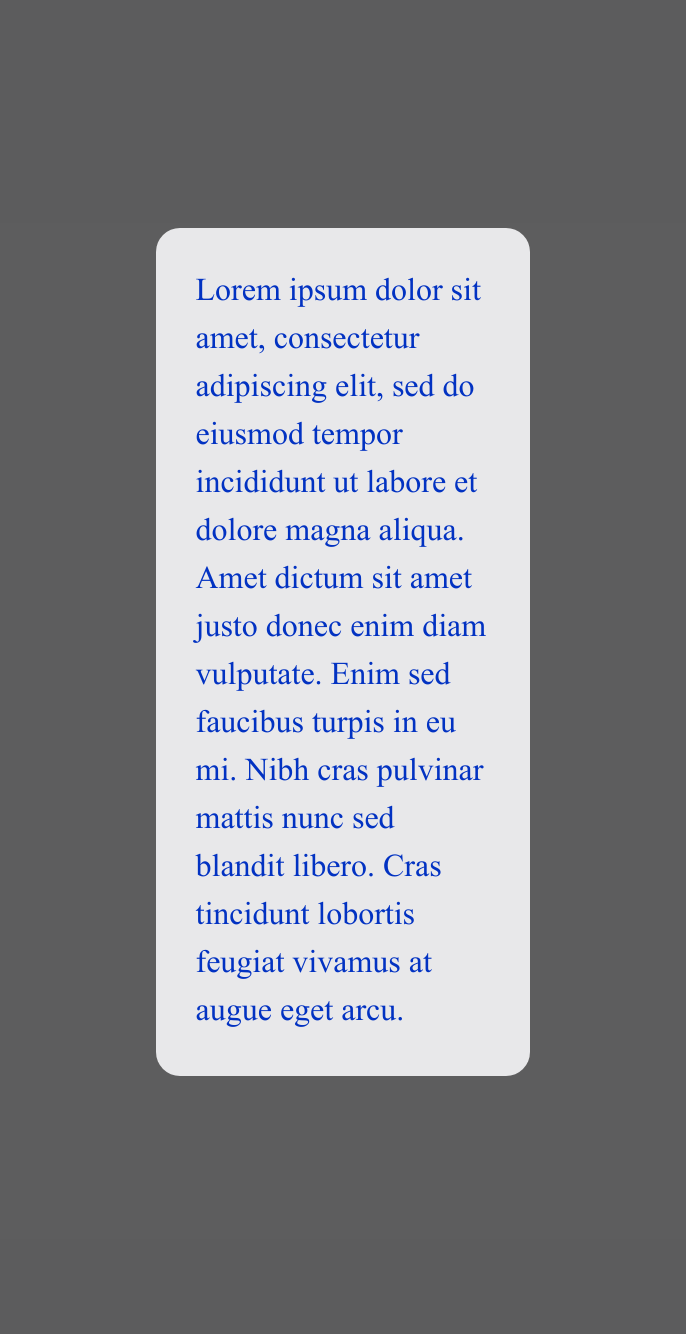 Lorem ipsum dolor sit
amet, consectetur
adipiscing elit, sed do
eiusmod tempor
incididunt ut labore et
dolore magna aliqua.
Amet dictum sit amet
justo donec enim diam
vulputate. Enim sed
faucibus turpis in eu
mi. Nibh cras pulvinar
mattis nunc sed
blandit libero. Cras
tincidunt lobortis
feugiat vivamus at
augue eget arcu.